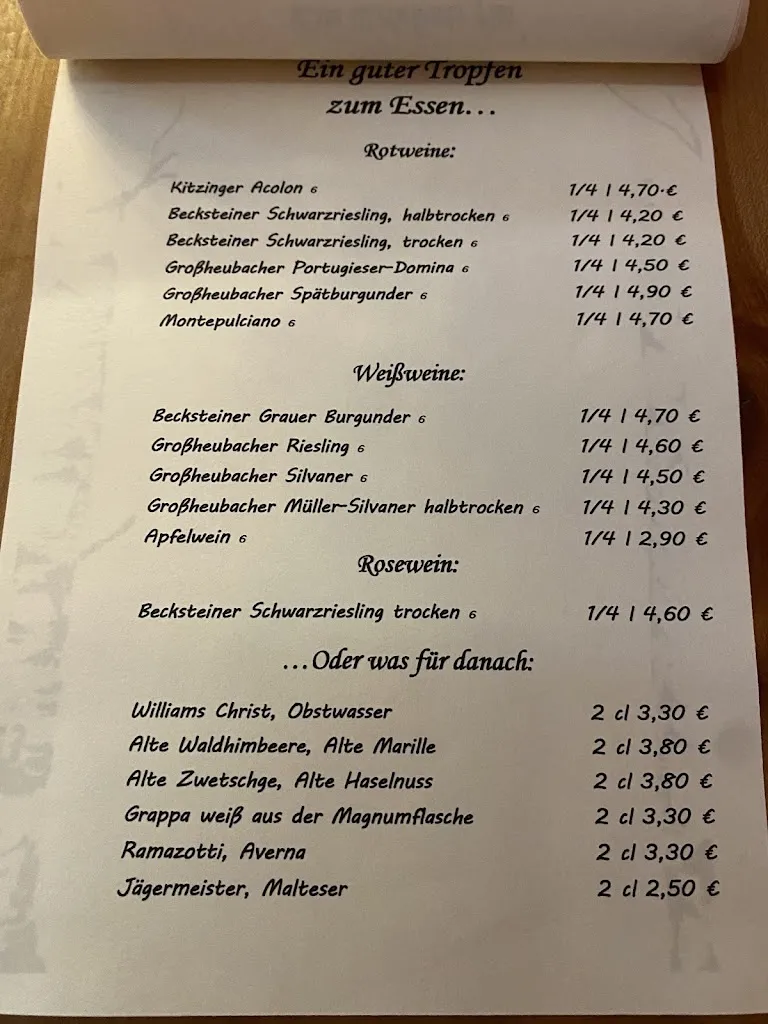 Ein guter Tropfen
zum Essen...
Rotweine:
Kitzinger Acolon 6 1/4 l 4,70.€
Becksteiner Schwarzriesling, halbtrocken 6 1/4 l 4,20 €
Becksteiner Schwarzriesling, trocken 6 1/4 l 4,20 €
Großheubacher Portugieser-Domina 6 1/4 l 4,50 €
Großheubacher Spätburgunder 6 1/4 l 4,90 €
Montepulciano 6 1/4 l 4,70 €
Weißweine:
Becksteiner Grauer Burgunder 6 1/4 l 4,70 €
Großheubacher Riesling 6 1/4 l 4,60 €
Großheubacher Silvaner 6 1/4 l 4,50 €
Großheubacher Müller-Silvaner halbtrocken 6 1/4 l 4,30 €
Apfelwein 6 1/4 l 2,90 €
Rosewein:
Becksteiner Schwarzriesling trocken 6 1/4 l 4,60 €
...Oder was für danach:
Williams Christ, Obstwasser 2 cl 3,30 €
Alte Waldhimbeere, Alte Marille 2 cl 3,80 €
Alte Zwetschge, Alte Haselnuss 2 cl 3,80 €
Grappa weiß aus der Magnumflasche 2 cl 3,30 €
Ramazotti, Averna 2 cl 3,30 €
Jägermeister, Malteser 2 cl 2,50 €